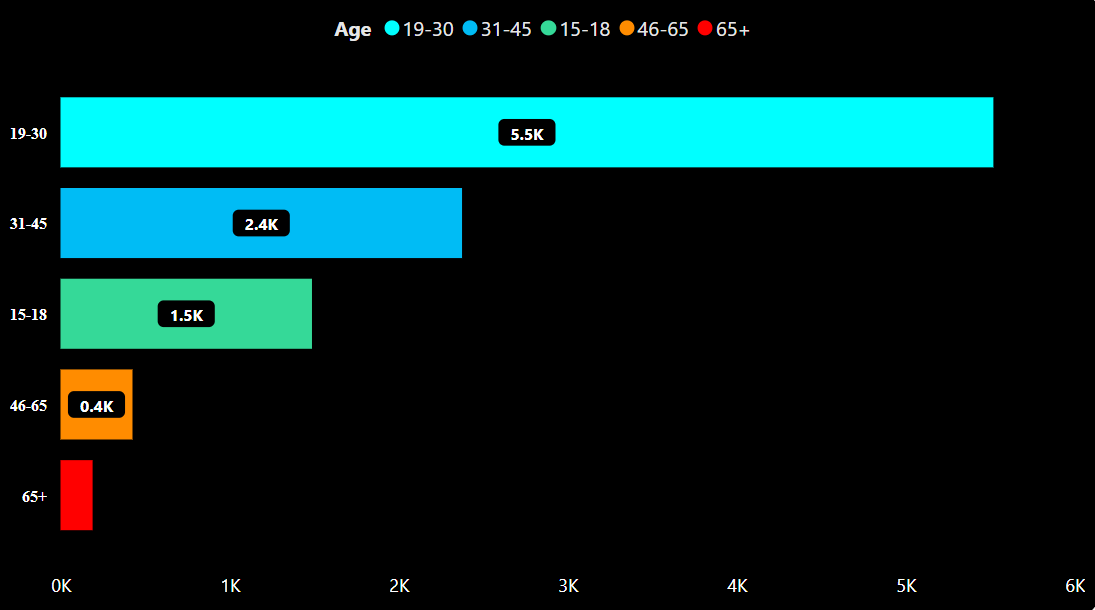 Age 19-30 31-45 15-18 46-65 65+
19-30 5.5K
31-45 2.4K
15-18 1.5K
46-65 0.4K
65+
0K 1K 2K 3K 4K 5K 6K